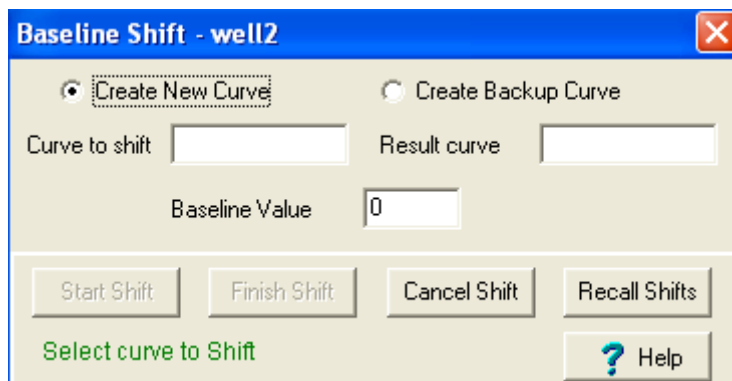 Baseline Shift - well2
Create New Curve Create Backup Curve
Curve to shift Result curve
Baseline Value 0
Start Shift Finish Shift Cancel Shift Recall Shifts
Select curve to Shift ? Help